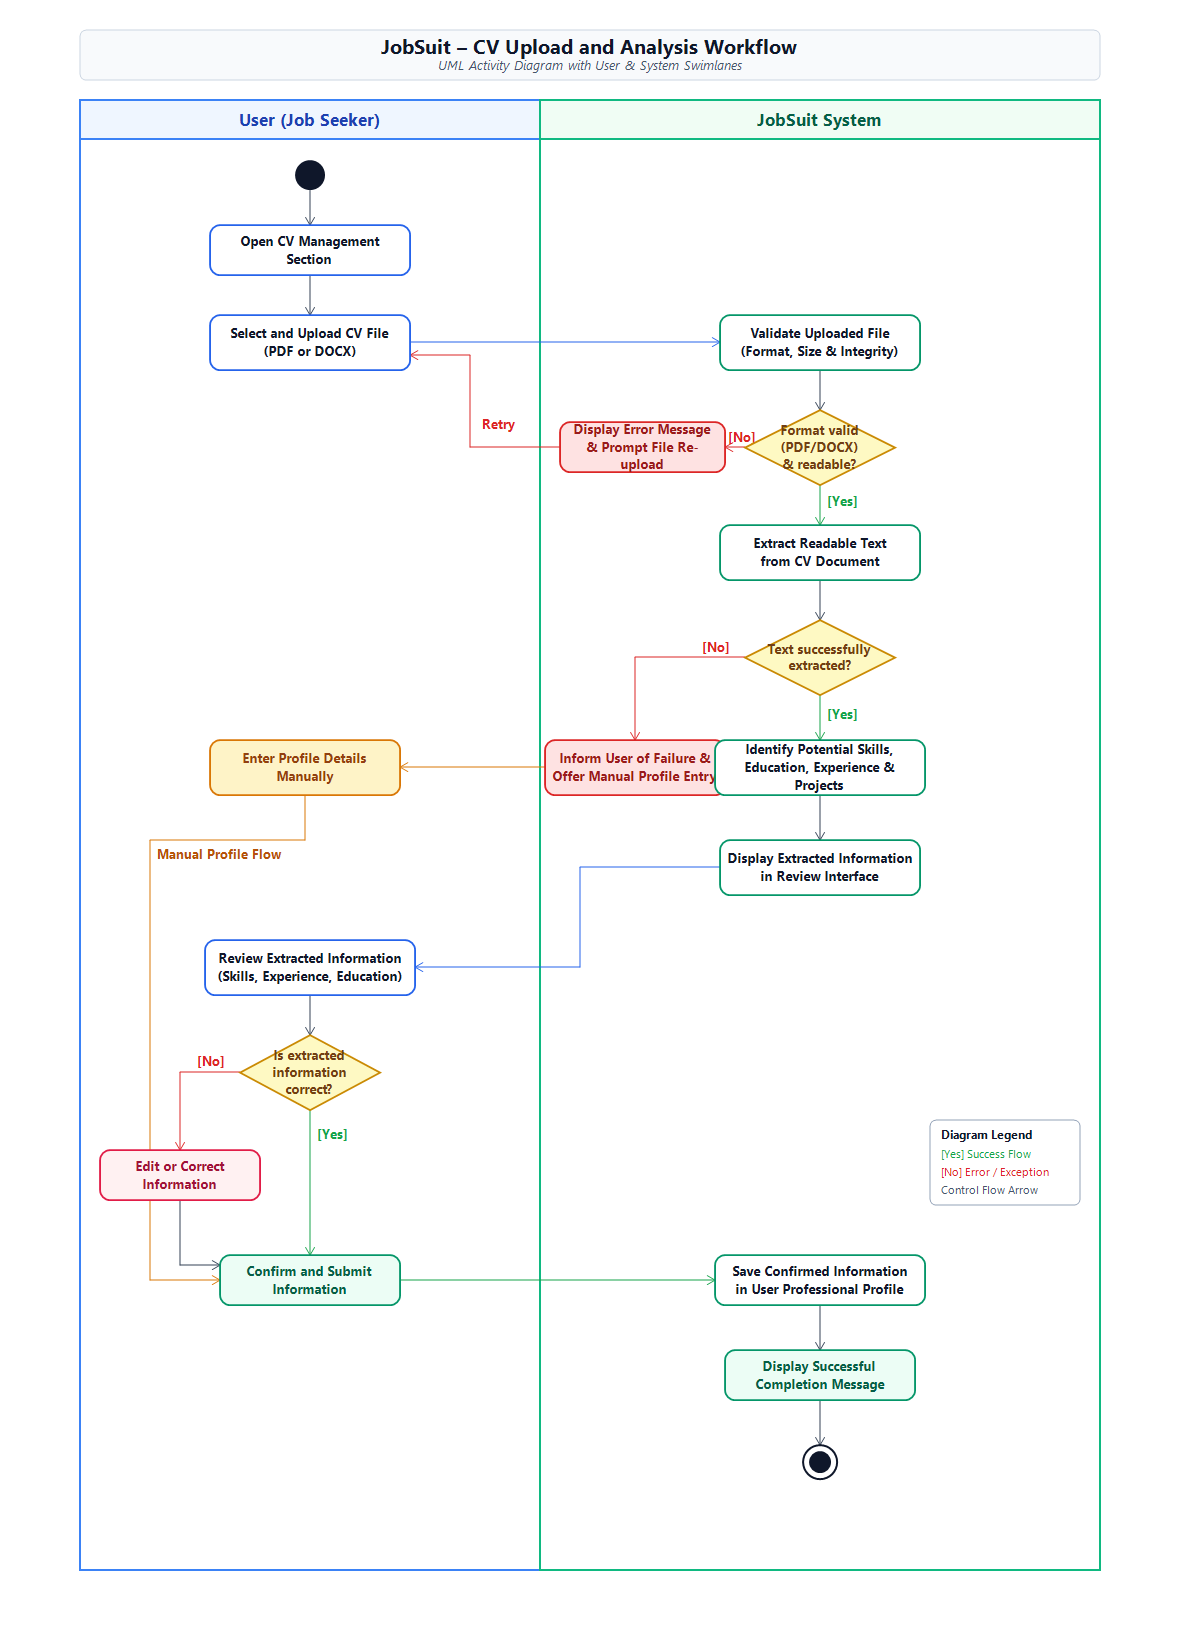 JobSuit – CV Upload and Analysis Workflow
UML Activity Diagram with User & System Swimlanes
User (Job Seeker)
JobSuit System
Open CV Management
Section
Select and Upload CV File
(PDF or DOCX)
Validate Uploaded File
(Format, Size & Integrity)
Retry
Display Error Message
& Prompt File Re-
upload
[No]
Format valid
(PDF/DOCX)
& readable?
[Yes]
Extract Readable Text
from CV Document
[No]
Text successfully
extracted?
[Yes]
Enter Profile Details
Manually
Inform User of Failure &
Offer Manual Profile Entry
Identify Potential Skills,
Education, Experience &
Projects
Manual Profile Flow
Display Extracted Information
in Review Interface
Review Extracted Information
(Skills, Experience, Education)
[No]
Is extracted
information
correct?
[Yes]
Edit or Correct
Information
Diagram Legend
[Yes] Success Flow
[No] Error / Exception
Control Flow Arrow
Confirm and Submit
Information
Save Confirmed Information
in User Professional Profile
Display Successful
Completion Message